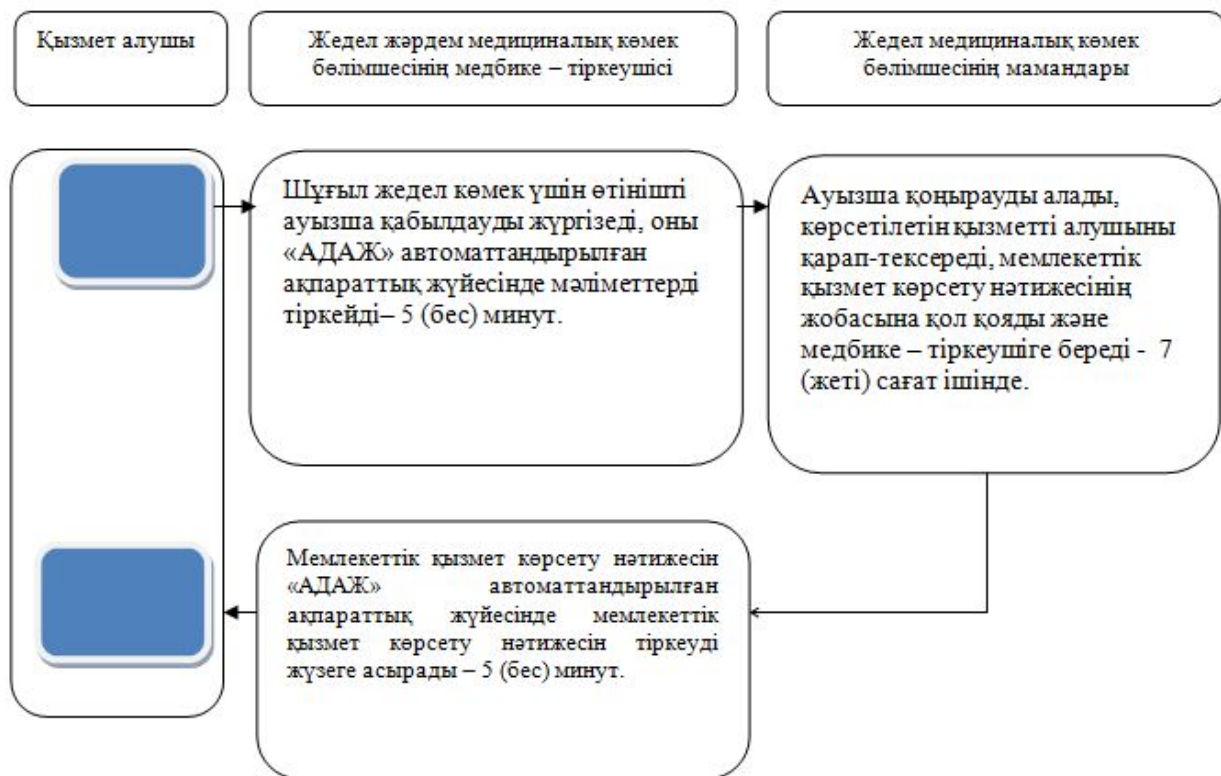 Қызмет алушы
Жедел жәрдем медициналық көмек
бөлімшесінің медбике – тіркеушісі
Жедел медициналық көмек
бөлімшесінің мамандары
Шұғыл жедел көмек үшін өтінішті
ауызша қабылдауды жүргізеді, оны
«АДАЖ» автоматтандырылған
ақпараттық жүйесінде мәліметтерді
тіркейді– 5 (бес) минут.
Ауызша қоңырауды алады,
көрсетілетін қызметті алушыны
қарап-тексереді, мемлекеттік
қызмет көрсету нәтижесінің
жобасына қол қояды және
медбике – тіркеушіге береді - 7
(жеті) сағат ішінде.
Мемлекеттік қызмет көрсету нәтижесін
«АДАЖ» автоматтандырылған
ақпараттық жүйесінде мемлекеттік
қызмет көрсету нәтижесін тіркеуді
жүзеге асырады – 5 (бес) минут.